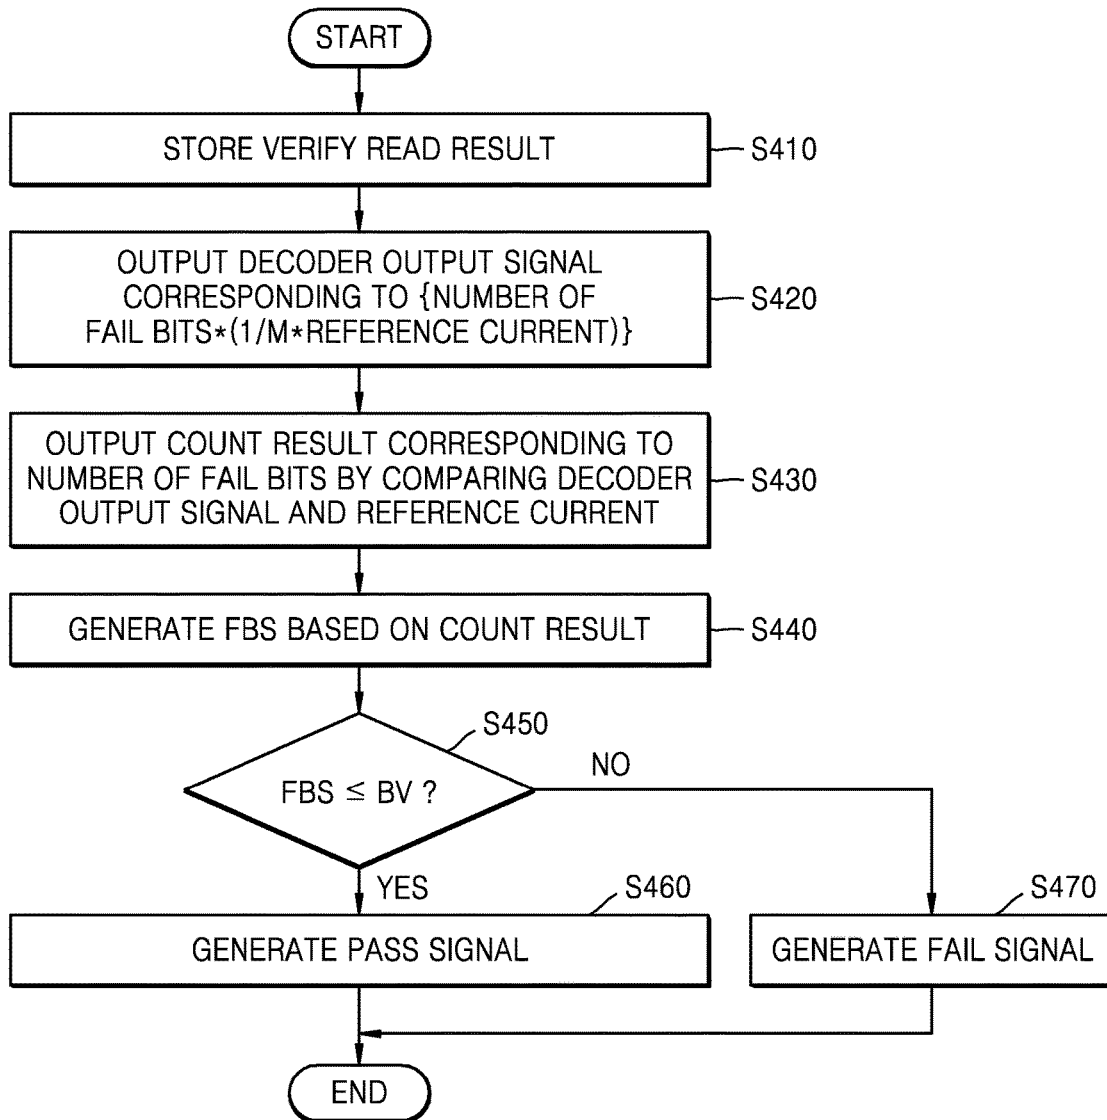 START
STORE VERIFY READ RESULT
S410
OUTPUT DECODER OUTPUT SIGNAL
CORRESPONDING TO {NUMBER OF
FAIL BITS*(1/M*REFERENCE CURRENT)}
S420
OUTPUT COUNT RESULT CORRESPONDING TO
NUMBER OF FAIL BITS BY COMPARING DECODER
OUTPUT SIGNAL AND REFERENCE CURRENT
S430
GENERATE FBS BASED ON COUNT RESULT
S440
S450
FBS ≦ BV ?
NO
YES
S460
GENERATE PASS SIGNAL
S470
GENERATE FAIL SIGNAL
END